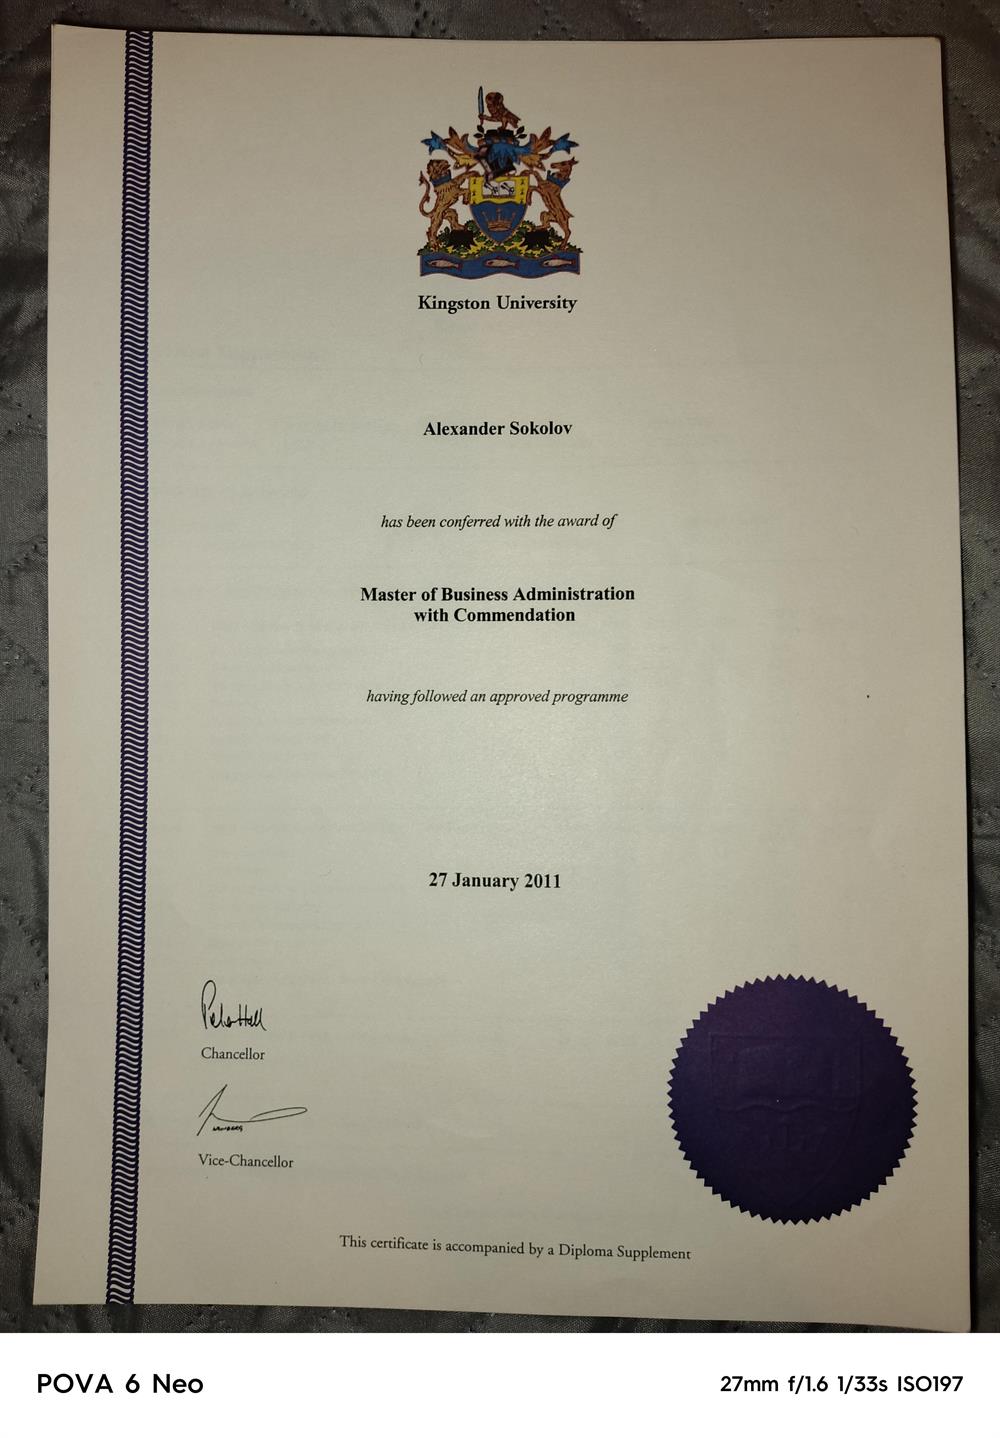 Kingston University
Alexander Sokolov
has been conferred with the award of
Master of Business Administration
with Commendation
having followed an approved programme
27 January 2011
Peter Hall
Chancellor
Vice-Chancellor
This certificate is accompanied by a Diploma Supplement
POVA 6 Neo
27mm f/1.6 1/33s ISO197